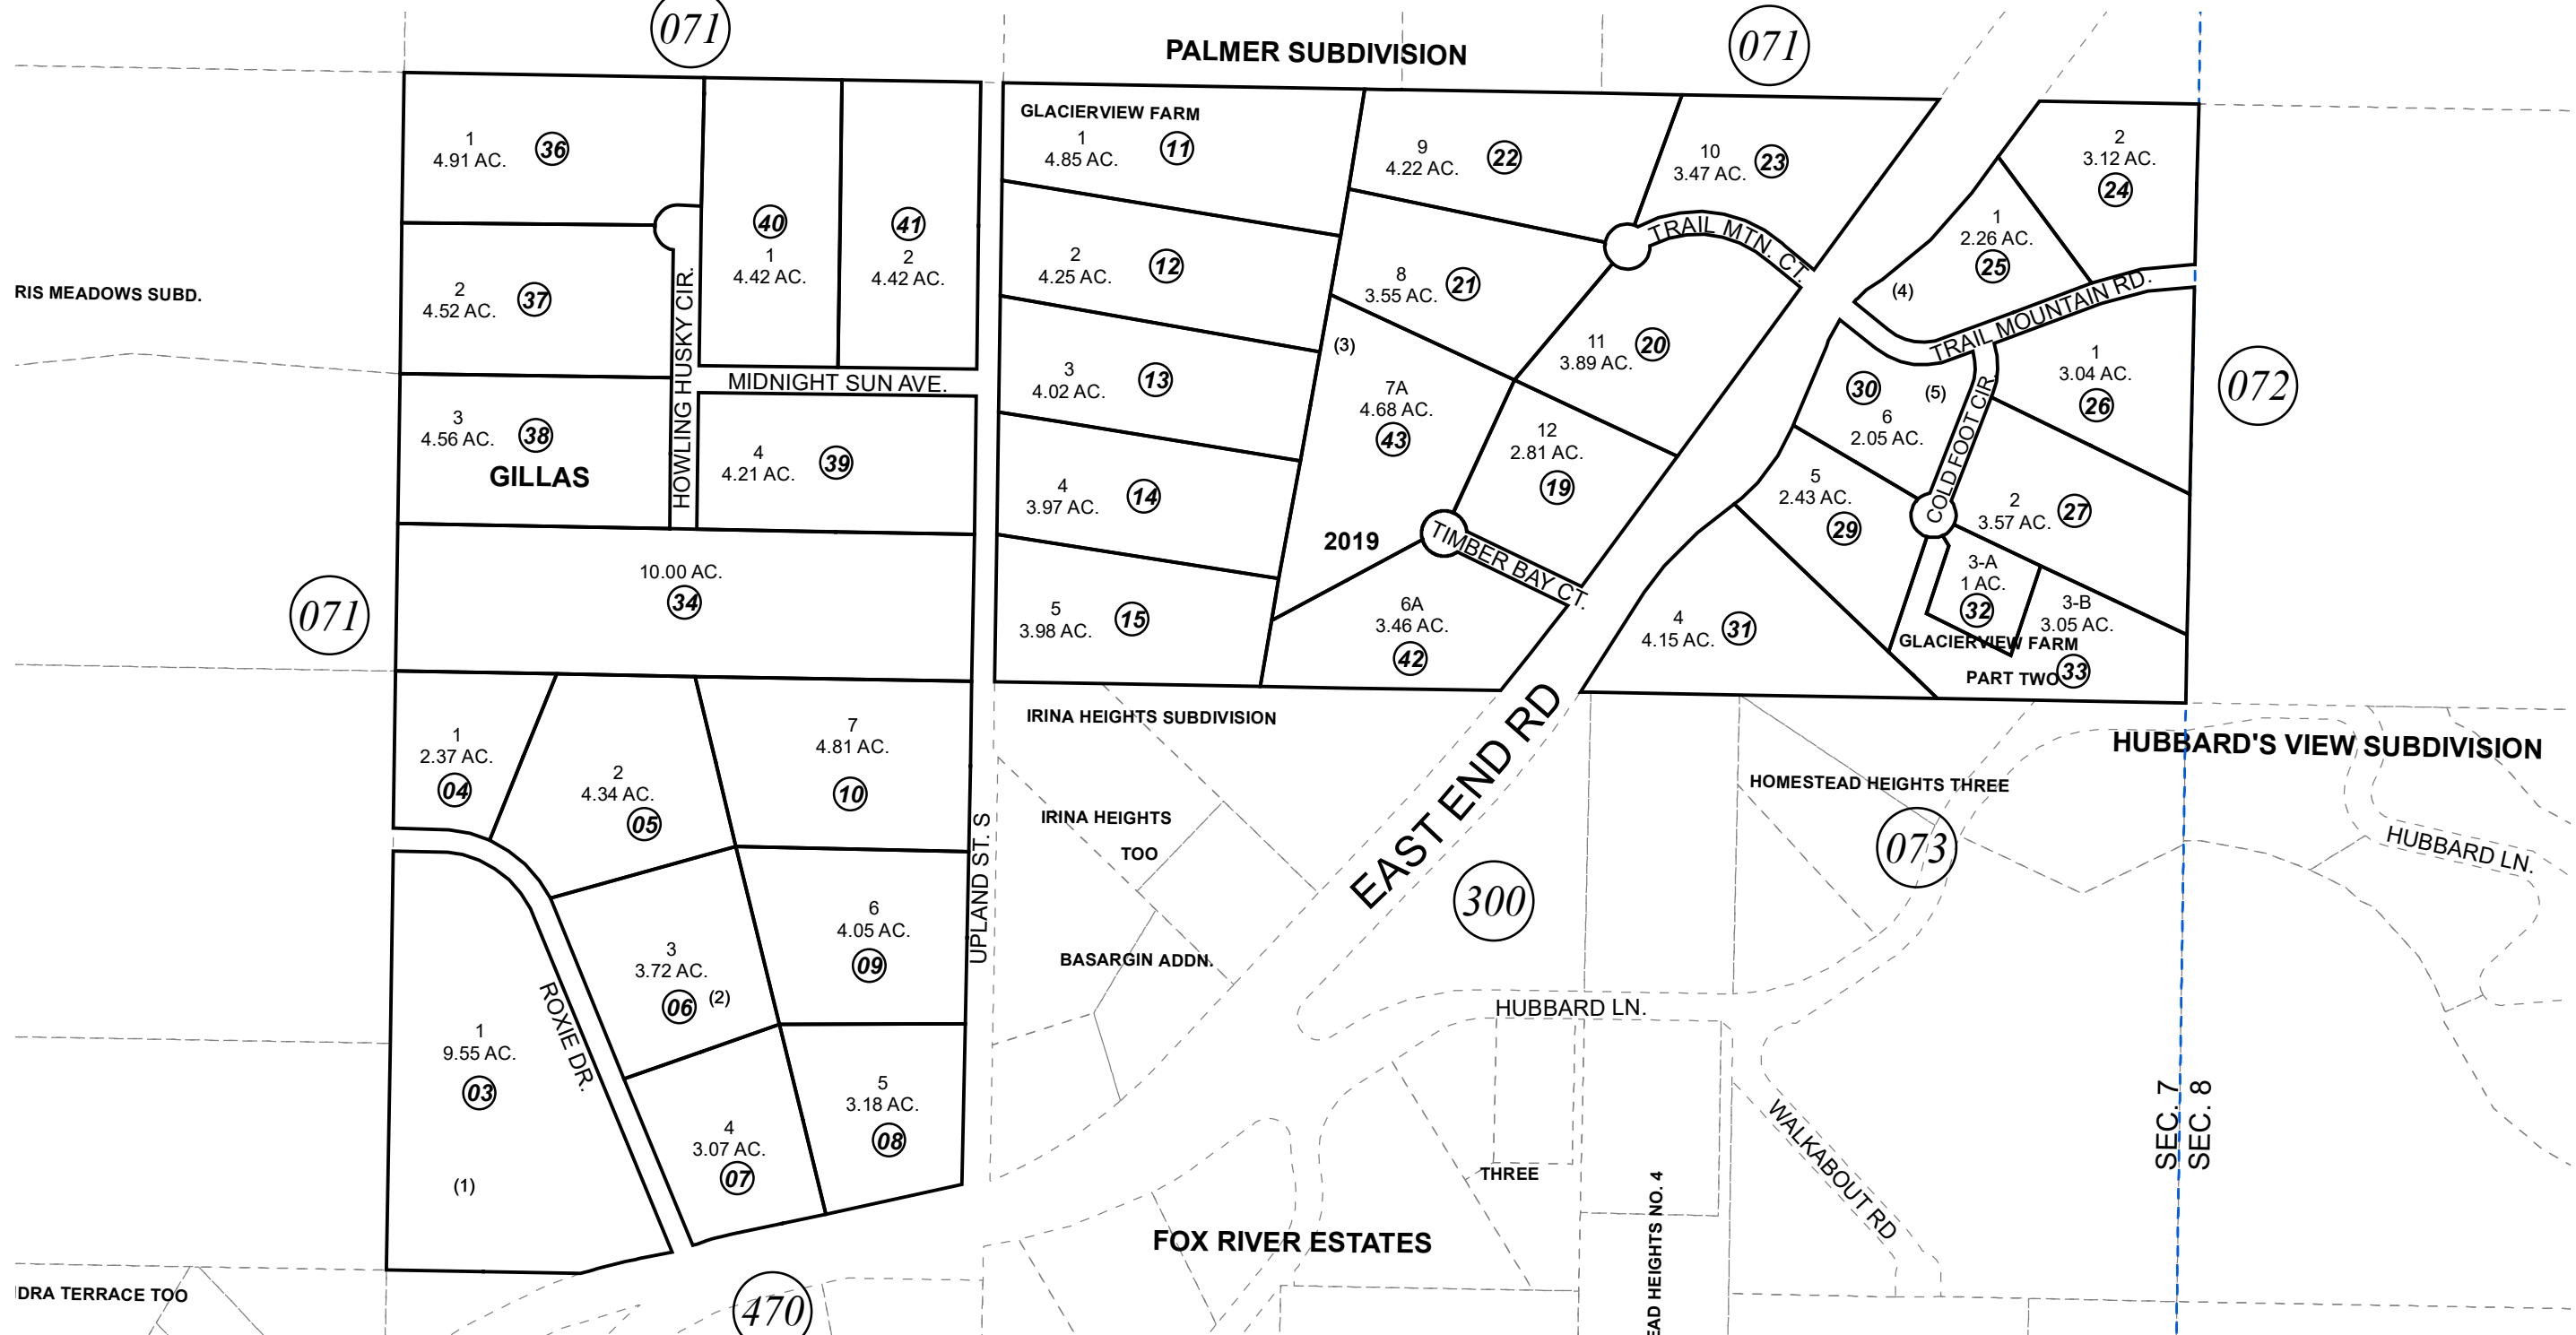 071
PALMER SUBDIVISION
071
GLACIERVIEW FARM
1
4.91 AC.
36
1
4.85 AC.
11
9
4.22 AC.
22
10
3.47 AC.
23
2
3.12 AC.
24
40
1
4.42 AC.
41
2
4.42 AC.
2
4.25 AC.
12
TRAIL MTN. CT.
1
2.26 AC.
25
RIS MEADOWS SUBD.
2
4.52 AC.
37
HOWLING HUSKY CIR.
8
3.55 AC.
21
(4)
TRAIL MOUNTAIN RD.
MIDNIGHT SUN AVE.
3
4.02 AC.
13
(3)
11
3.89 AC.
20
1
3.04 AC.
26
072
7A
4.68 AC.
43
30
6
2.05 AC.
(5)
COLD FOOT CIR.
3
4.56 AC.
38
GILLAS
4
4.21 AC.
39
4
3.97 AC.
14
12
2.81 AC.
19
5
2.43 AC.
29
2
3.57 AC.
27
2019
TIMBER BAY CT.
10.00 AC.
34
071
5
3.98 AC.
15
6A
3.46 AC.
42
4
4.15 AC.
31
3-A
1 AC.
32
3-B
3.05 AC.
33
GLACIERVIEW FARM
PART TWO
IRINA HEIGHTS SUBDIVISION
EAST END RD
HUBBARD'S VIEW SUBDIVISION
1
2.37 AC.
04
2
4.34 AC.
05
7
4.81 AC.
10
UPLAND ST. S
IRINA HEIGHTS
TOO
HOMESTEAD HEIGHTS THREE
073
HUBBARD LN.
300
6
4.05 AC.
09
3
3.72 AC.
06
(2)
BASARGIN ADDN.
HUBBARD LN.
ROXIE DR.
1
9.55 AC.
03
(1)
5
3.18 AC.
08
4
3.07 AC.
07
WALKABOUT RD
SEC. 7
SEC. 8
THREE
EAD HEIGHTS NO. 4
FOX RIVER ESTATES
IDRA TERRACE TOO
470